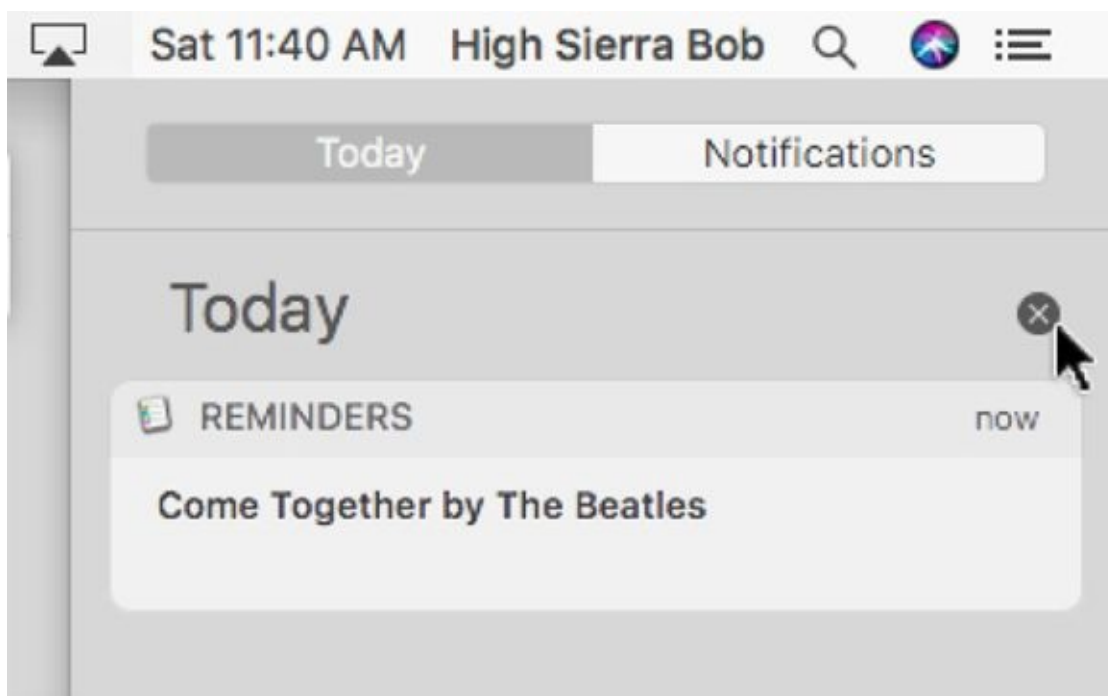 Sat 11:40 AM High Sierra Bob
Today Notifications
Today
REMINDERS now
Come Together by The Beatles